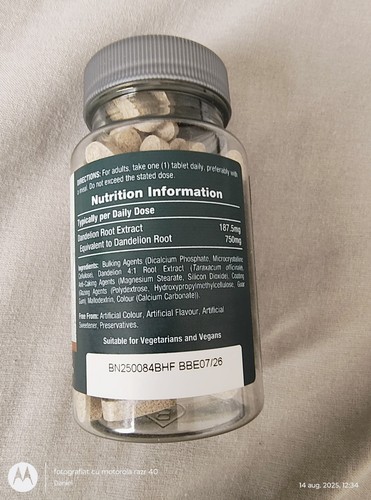 DIRECTIONS: For adults, take one (1) tablet daily, preferably with
a meal. Do not exceed the stated dose.
Nutrition Information
Typically per Daily Dose
Dandelion Root Extract 187.5mg
Equivalent to Dandelion Root 750mg
Ingredients: Bulking Agents (Dicalcium Phosphate, Microcrystalline
Cellulose), Dandelion 4:1 Root Extract (Taraxacum officinale),
Anti-Caking Agents (Magnesium Stearate, Silicon Dioxide), Coating,
Glazing Agents (Polydextrose, Hydroxypropylmethylcellulose, Guar
Gum, Maltodextrin, Colour (Calcium Carbonate)).
Free From: Artificial Colour, Artificial Flavour, Artificial
Sweetener, Preservatives.
Suitable for Vegetarians and Vegans
BN250084BHF BBE07/26
fotografiat cu motorola razr 40
Daniel
14 aug. 2025, 12:34